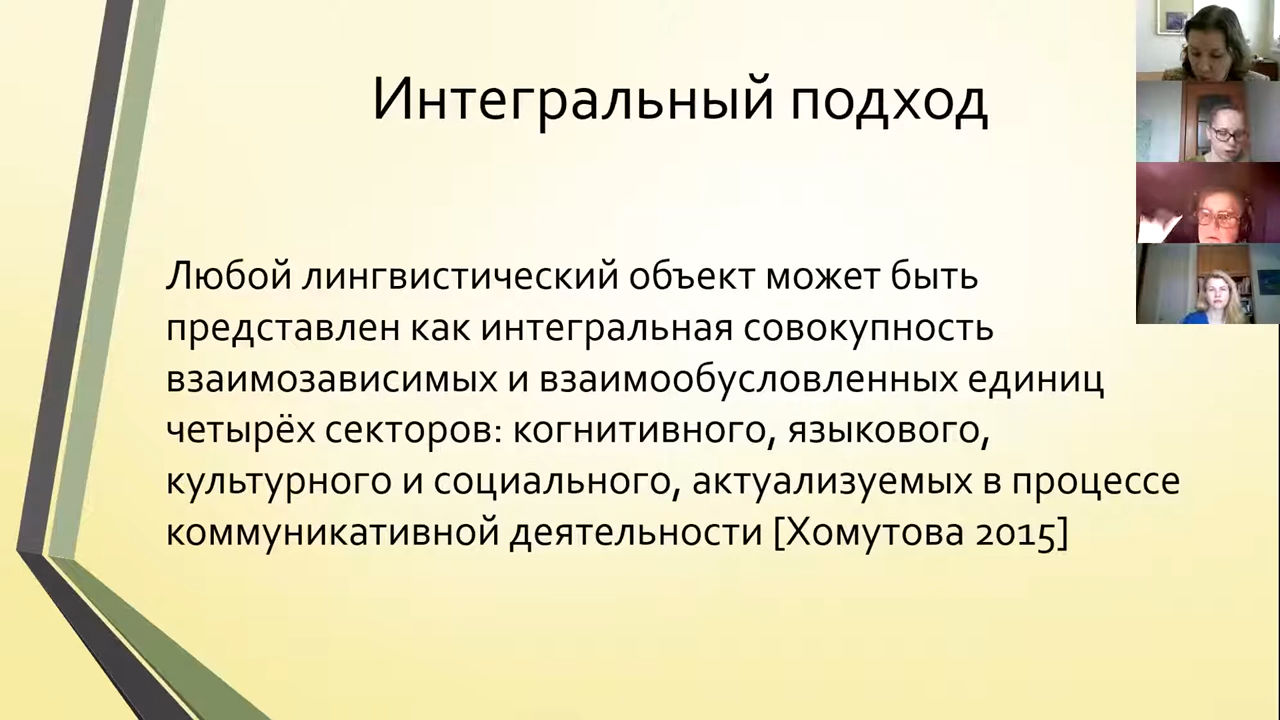 Интегральный подход
Любой лингвистический объект может быть
представлен как интегральная совокупность
взаимозависимых и взаимообусловленных единиц
четырёх секторов: когнитивного, языкового,
культурного и социального, актуализуемых в процессе
коммуникативной деятельности [Хомутова 2015]